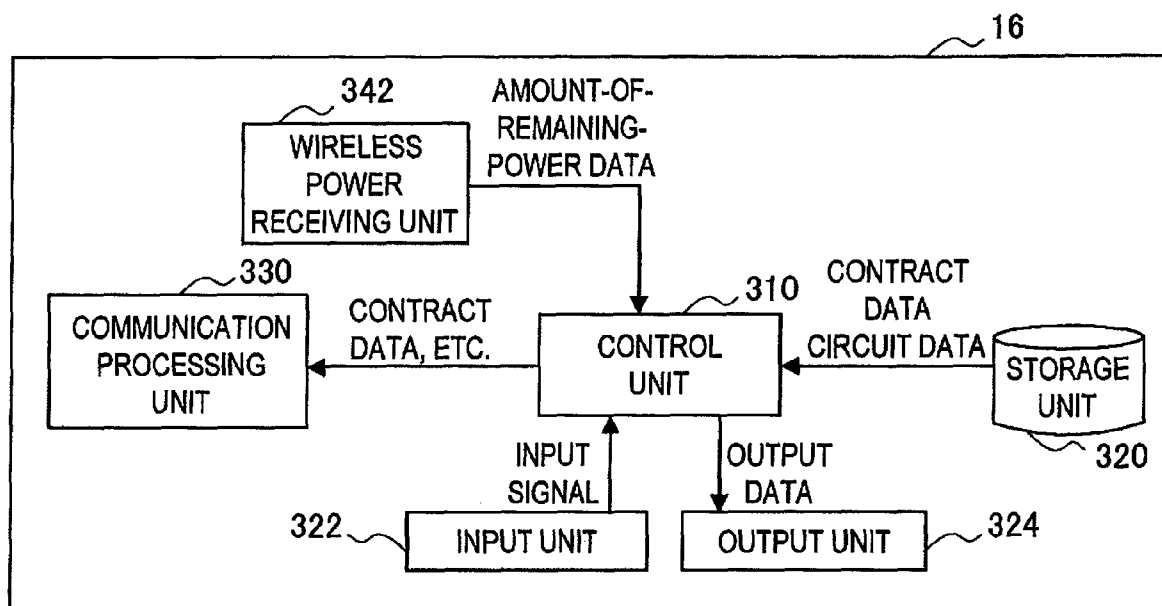 16
342
WIRELESS
POWER
RECEIVING UNIT
AMOUNT-OF-
REMAINING-
POWER DATA
330
COMMUNICATION
PROCESSING
UNIT
CONTRACT
DATA, ETC.
310
CONTROL
UNIT
CONTRACT
DATA
CIRCUIT DATA
STORAGE
UNIT
320
INPUT
SIGNAL
OUTPUT
DATA
322
INPUT UNIT
OUTPUT UNIT
324